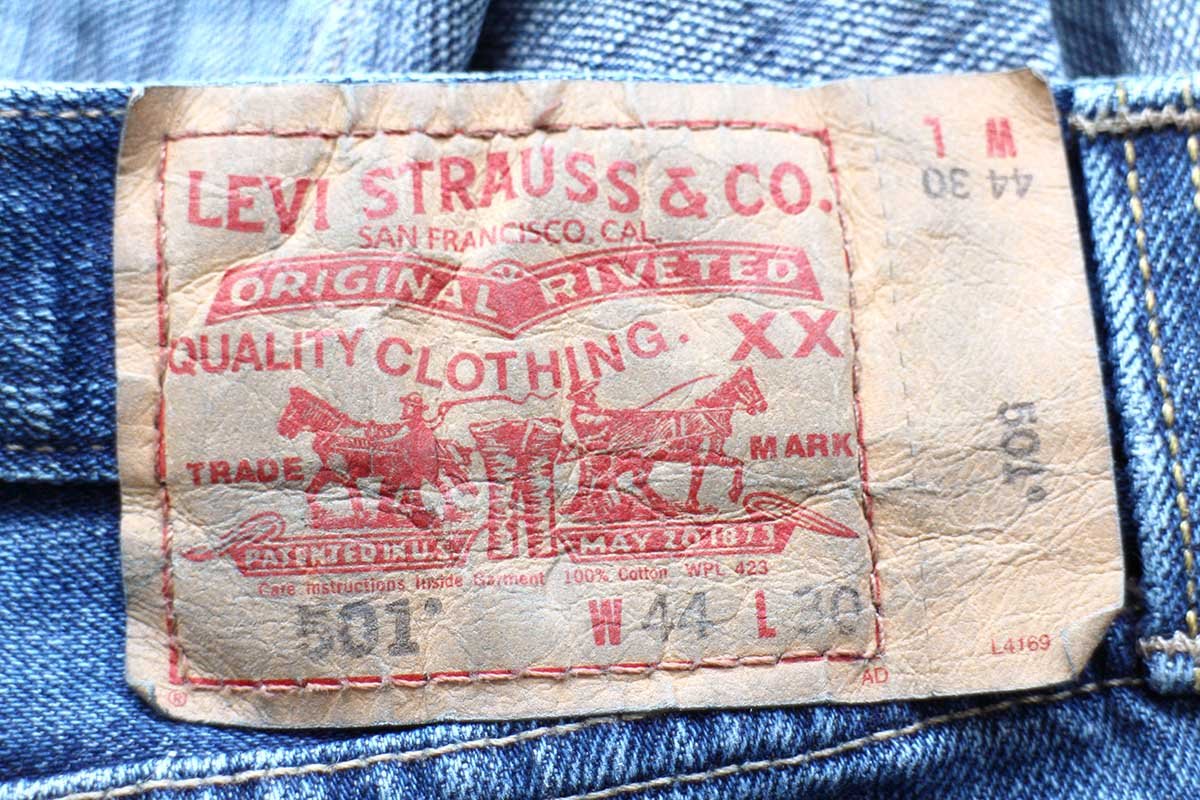 LEVI STRAUSS & CO.
SAN FRANCISCO, CAL.
ORIGINAL RIVETED
QUALITY CLOTHING. XX
TRADE MARK
PATENTED IN U.S. MAY 20 1873
Care instructions Inside Garment 100% Cotton WPL 423
501® W 44 L 30
® AD L4169
W L
44 30
501®